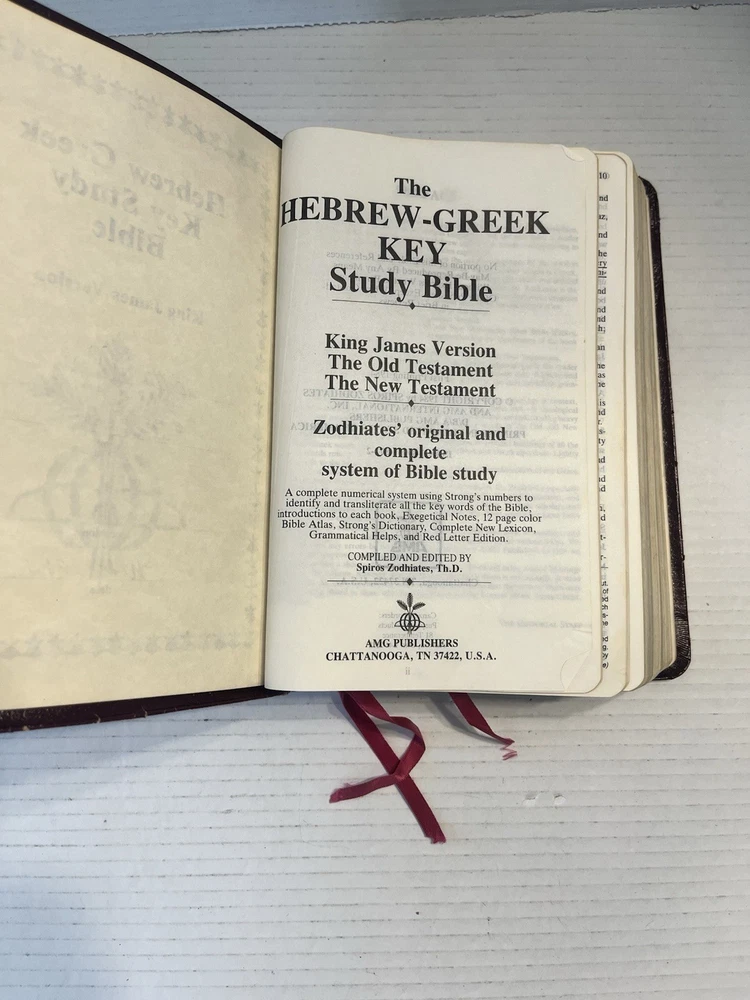 The
HEBREW-GREEK
KEY
Study Bible
King James Version
The Old Testament
The New Testament
Zodhiates' original and
complete
system of Bible study
A complete numerical system using Strong's numbers to
identify and transliterate all the key words of the Bible,
introductions to each book, Exegetical Notes, 12 page color
Bible Atlas, Strong's Dictionary, Complete New Lexicon,
Grammatical Helps, and Red Letter Edition.
COMPILED AND EDITED BY
Spiros Zodhiates, Th.D.
AMG PUBLISHERS
CHATTANOOGA, TN 37422, U.S.A.
ii